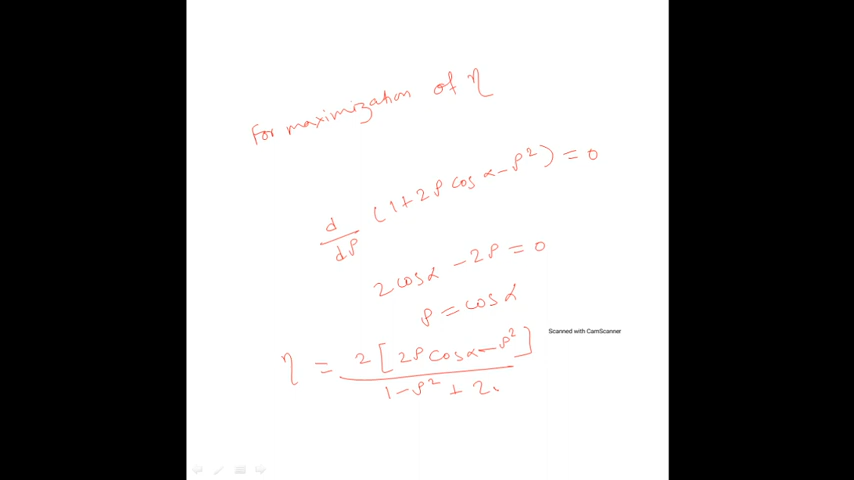 For maximization of η
d/dρ (1 + 2ρ cos α - ρ²) = 0
2 cos α - 2ρ = 0
ρ = cos α
Scanned with CamScanner
η = 2[2ρ cos α - ρ²] / 1 - ρ² + 2